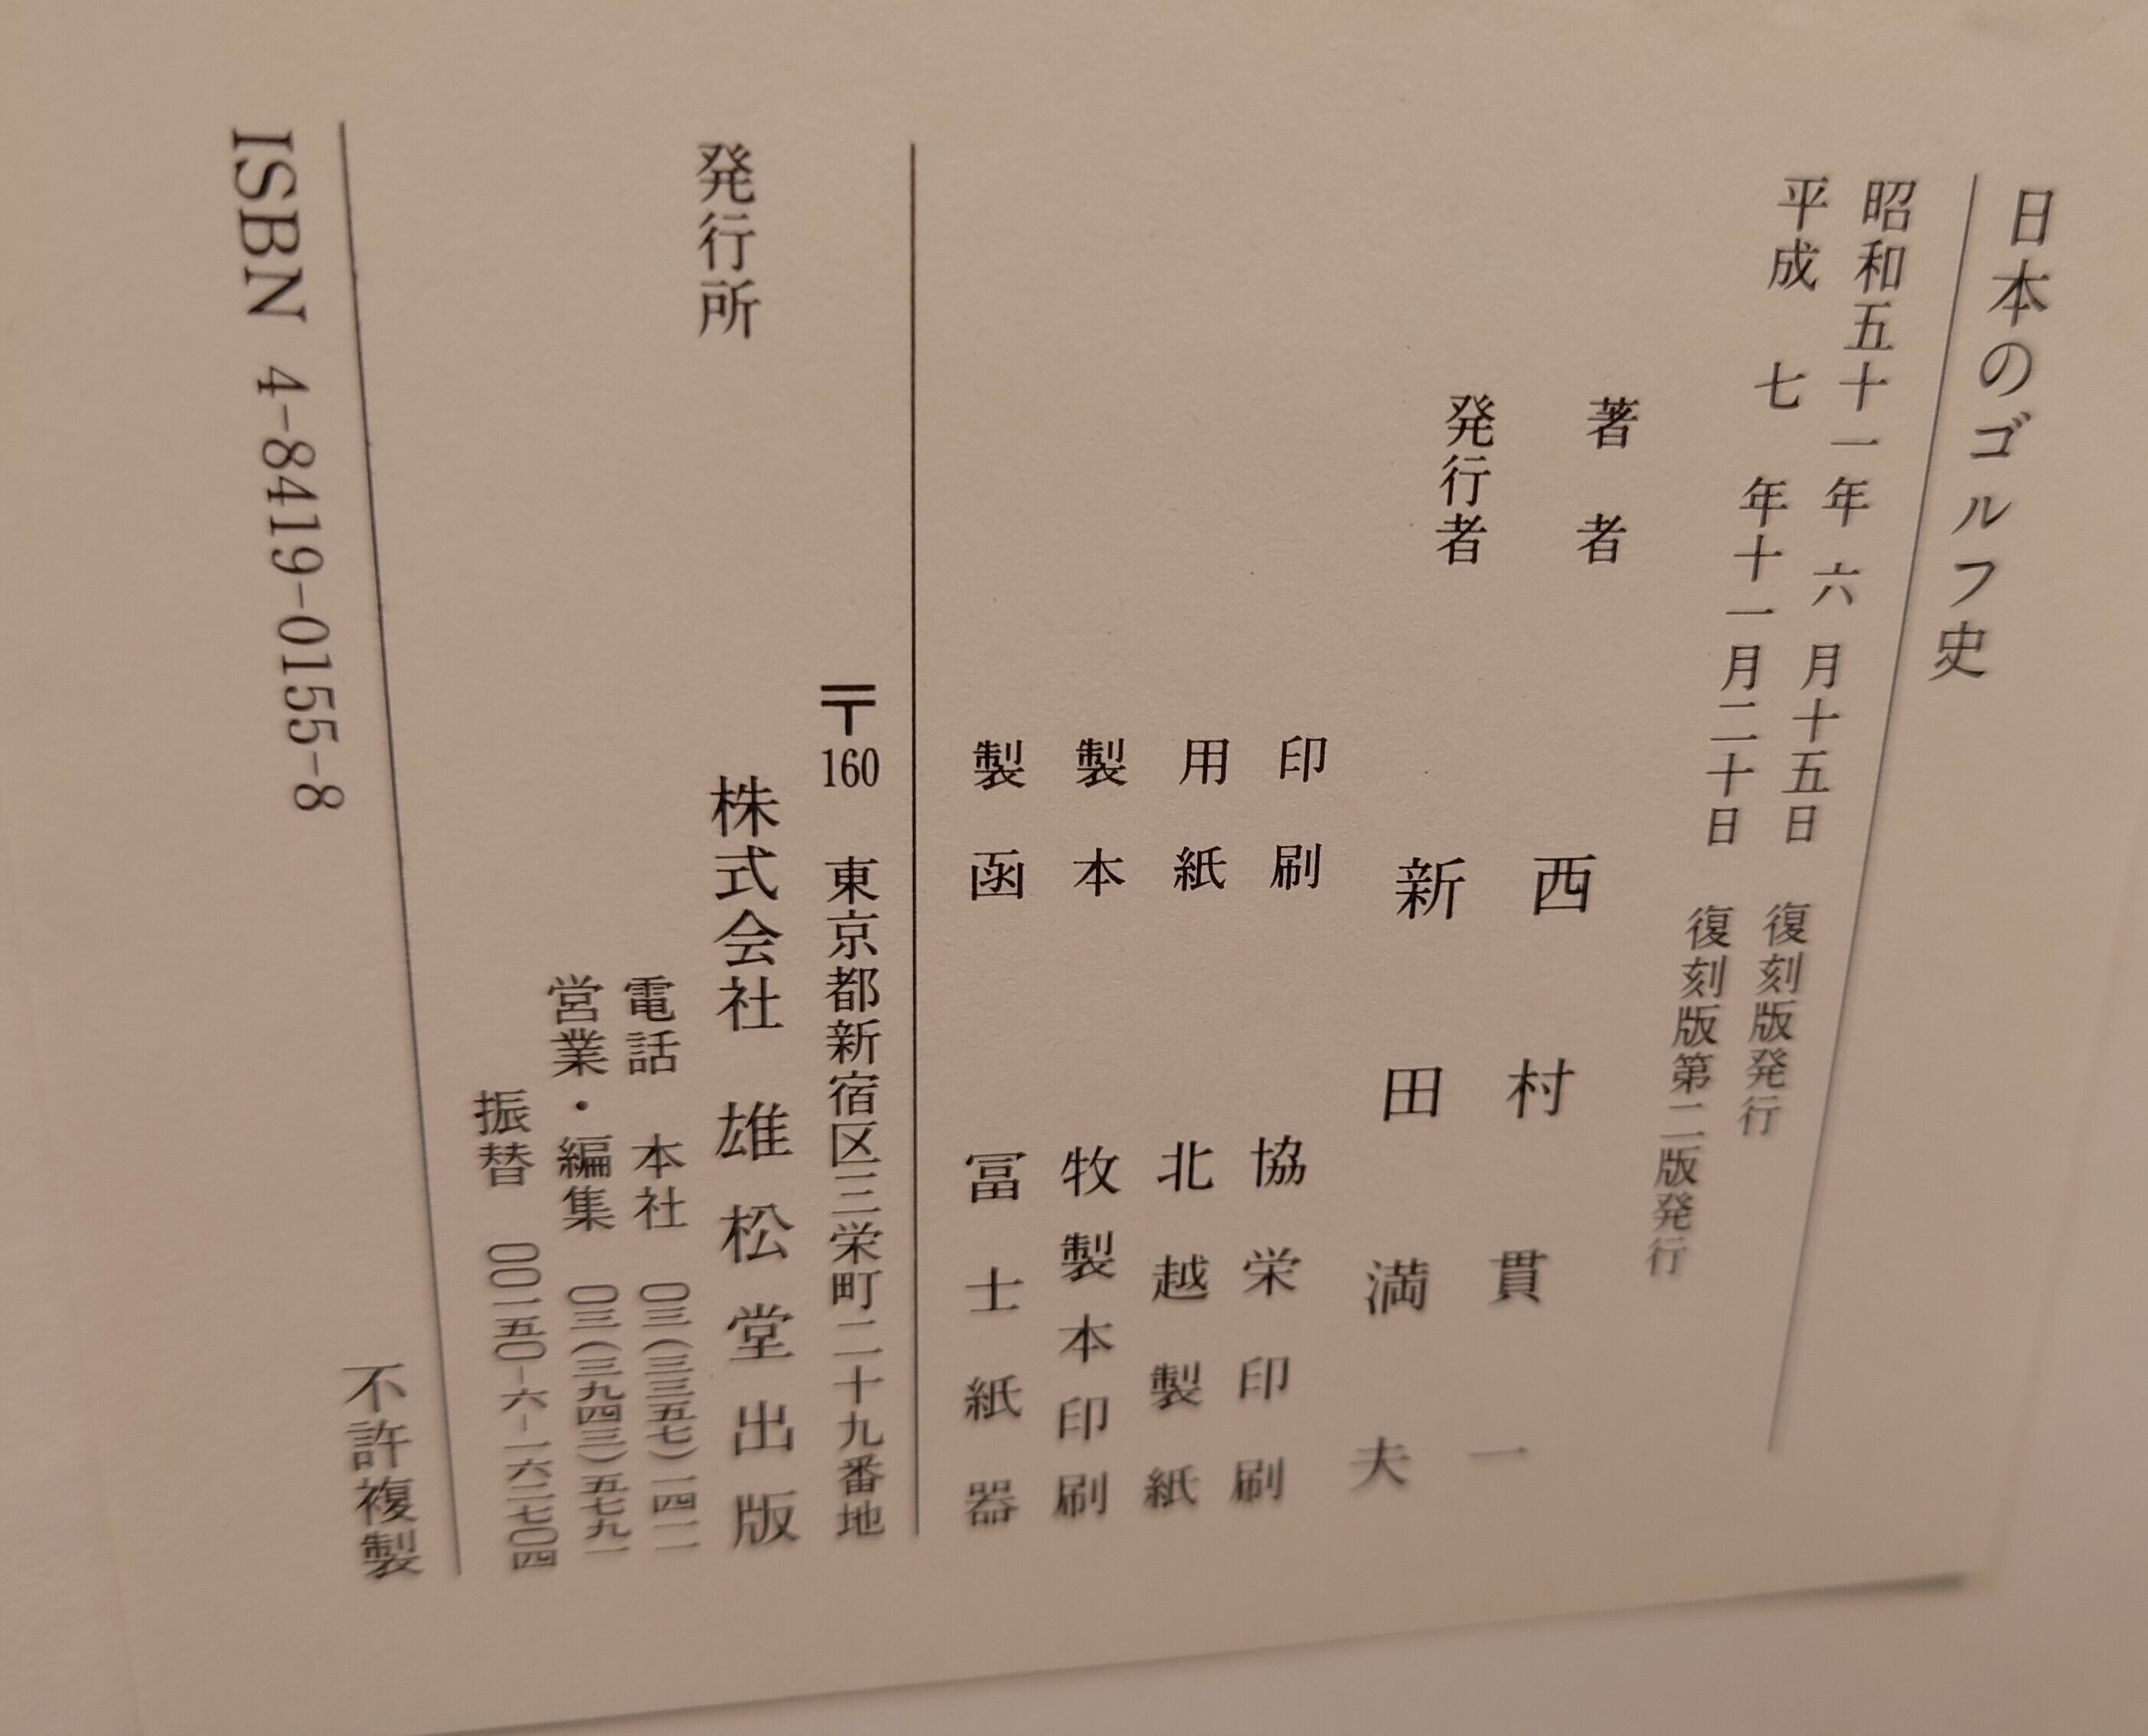 日本のゴルフ史
昭和五十一年 六 月十五日 復刻版発行
平成 七 年十一月二十日 復刻版第二版発行
著者 西村貫一
発行者 新田満夫
印刷 協栄印刷
用紙 北越製紙
製本 牧製本印刷
製函 冨士紙器
〒160 東京都新宿区三栄町二十九番地
発行所 株式会社 雄松堂出版
電話 本社 〇三(三三五七)一四一一
営業・編集 〇三(三九四三)五七九一
振替 〇〇一五〇-六-一六二七〇四
不許複製
ISBN 4-8419-0155-8